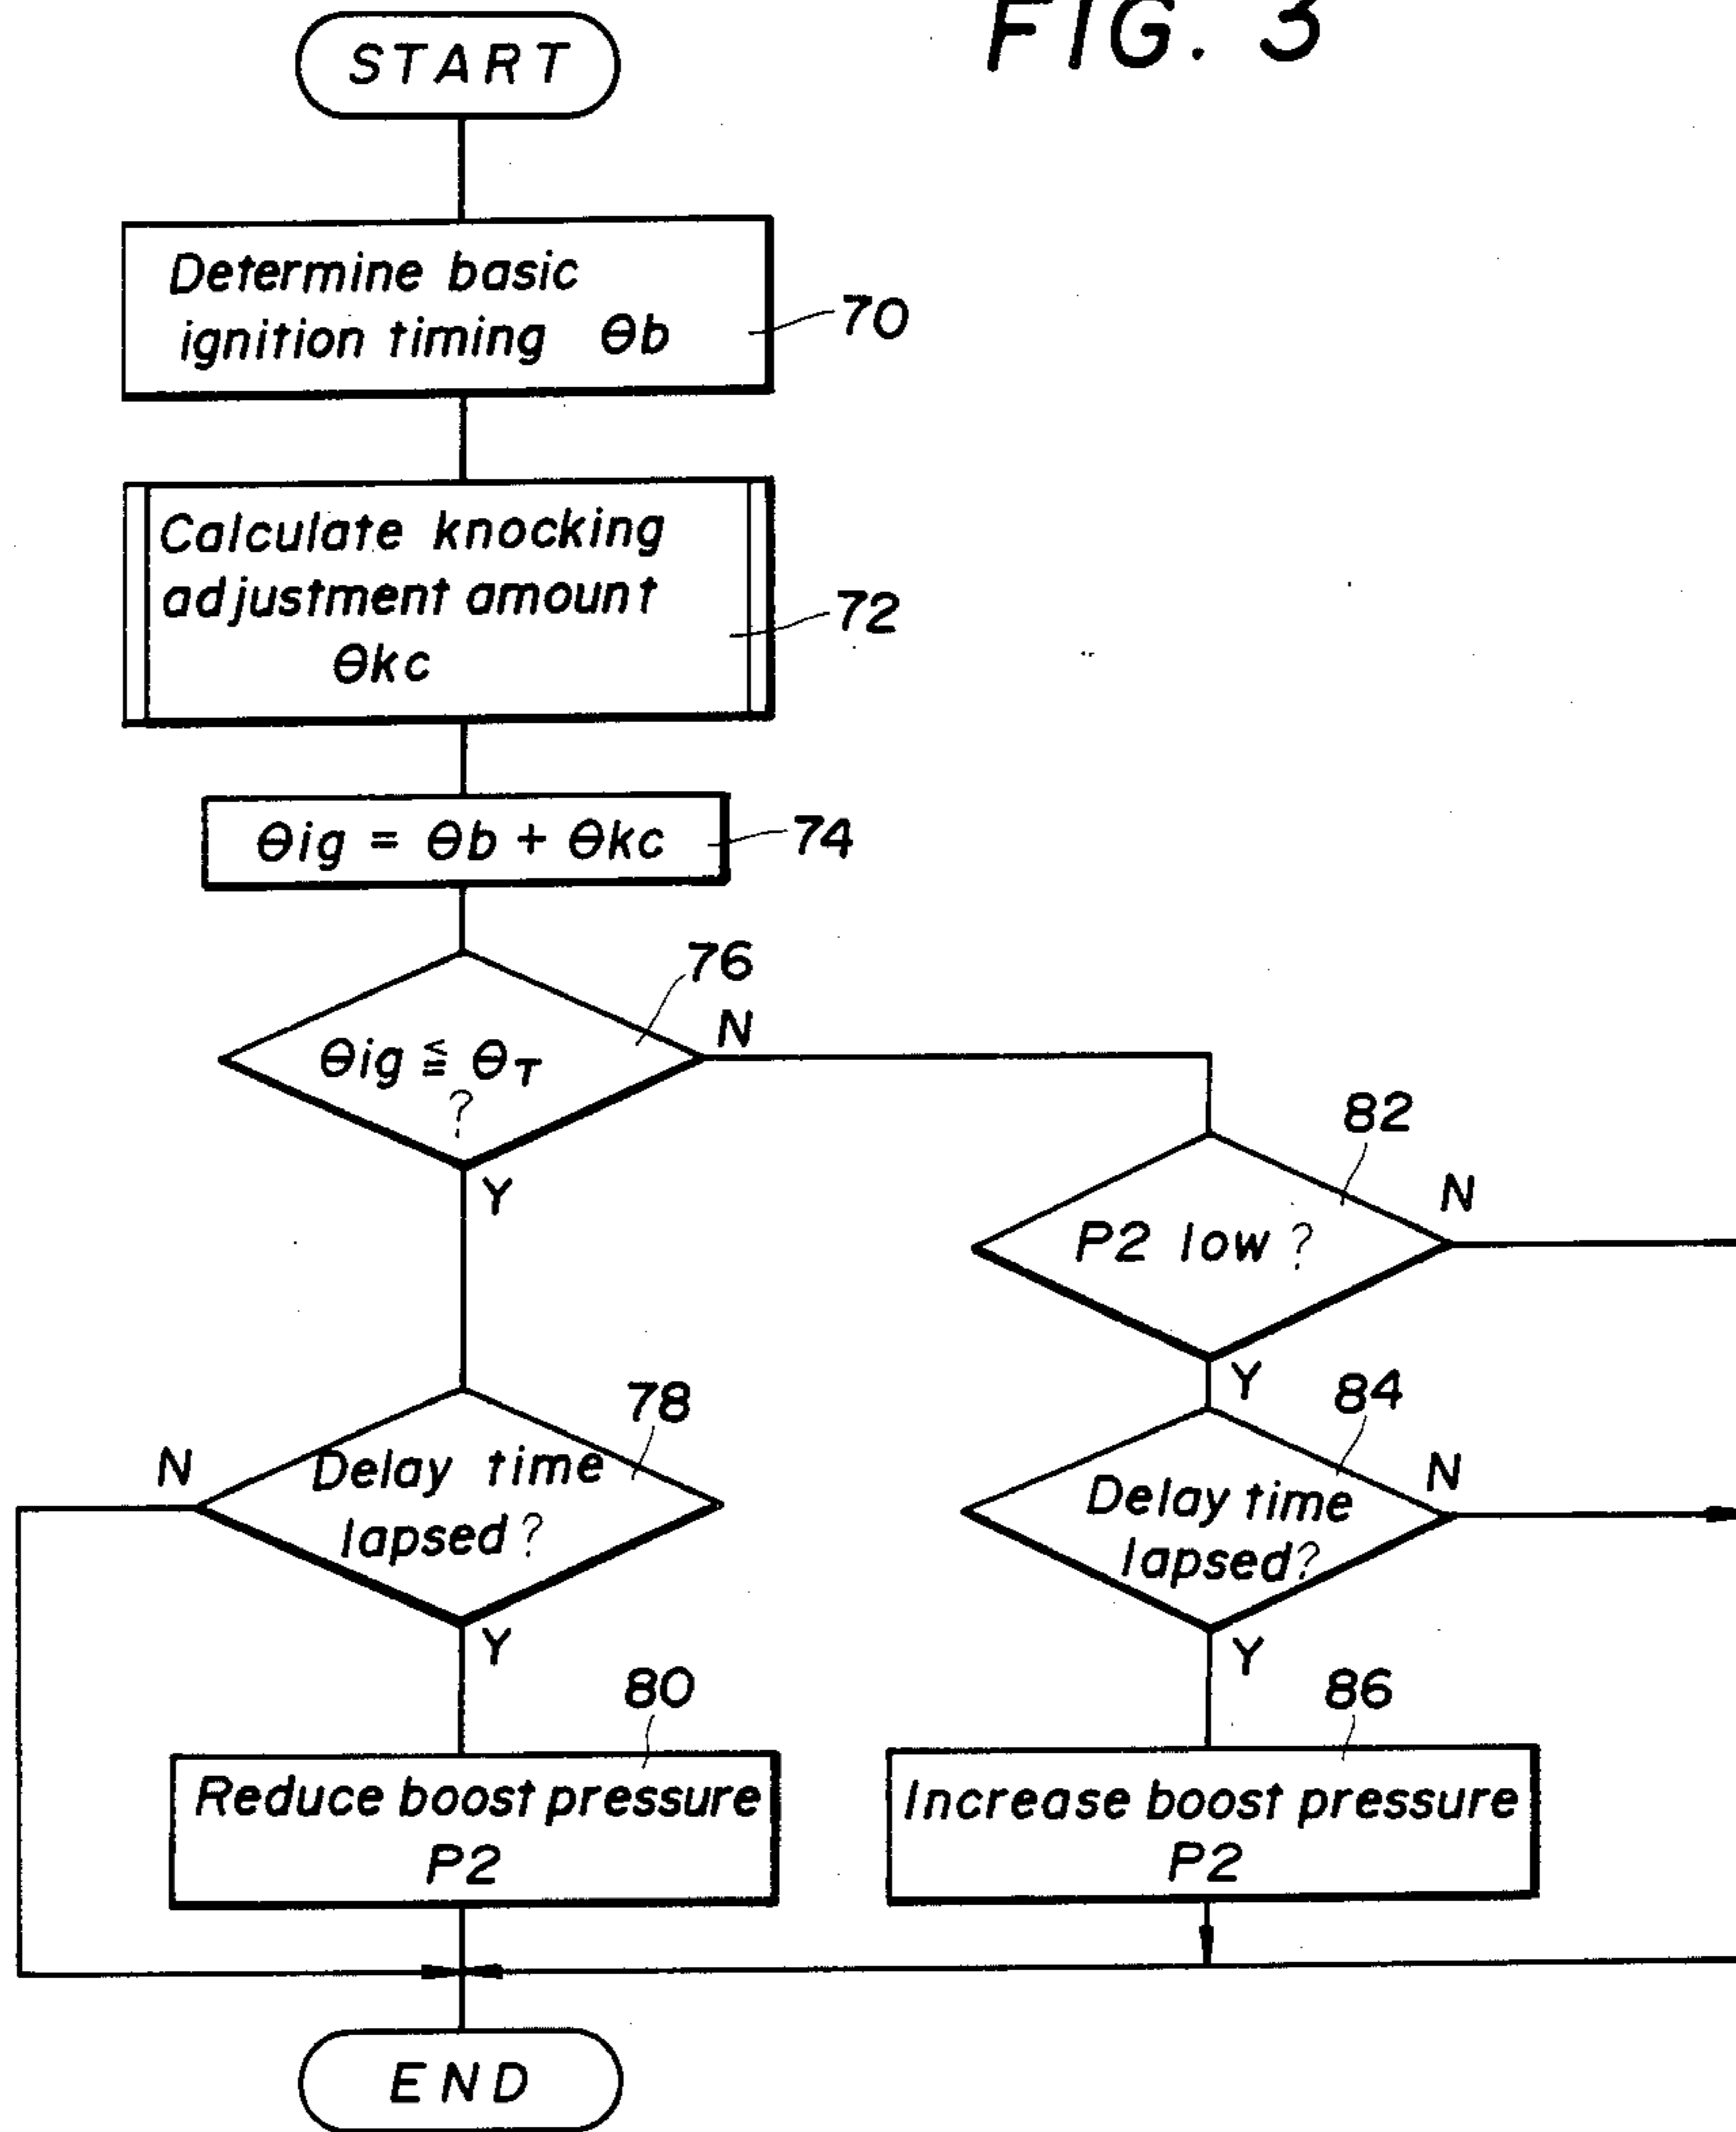 FIG. 3
START
Determine basic
ignition timing θb
70
Calculate knocking
adjustment amount
θkc
72
θig = θb + θkc
74
76
N
θig ≦ θT
?
Y
82
N
P2 low ?
Y
78
N
Delay time
lapsed ?
Y
84
N
Delay time
lapsed?
Y
80
Reduce boost pressure
P2
86
Increase boost pressure
P2
END